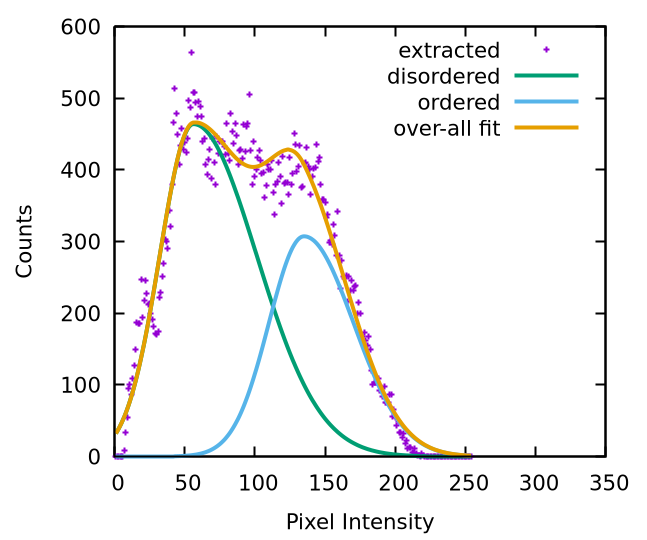 600
500
400
300
200
100
0
0 50 100 150 200 250 300 350
Counts
Pixel Intensity
extracted
disordered
ordered
over-all fit